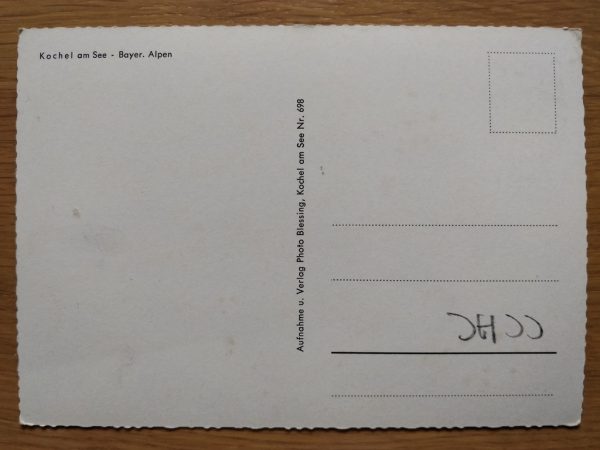 Kochel am See - Bayer. Alpen
Aufnahme u. Verlag Photo Blessing, Kochel am See Nr. 698